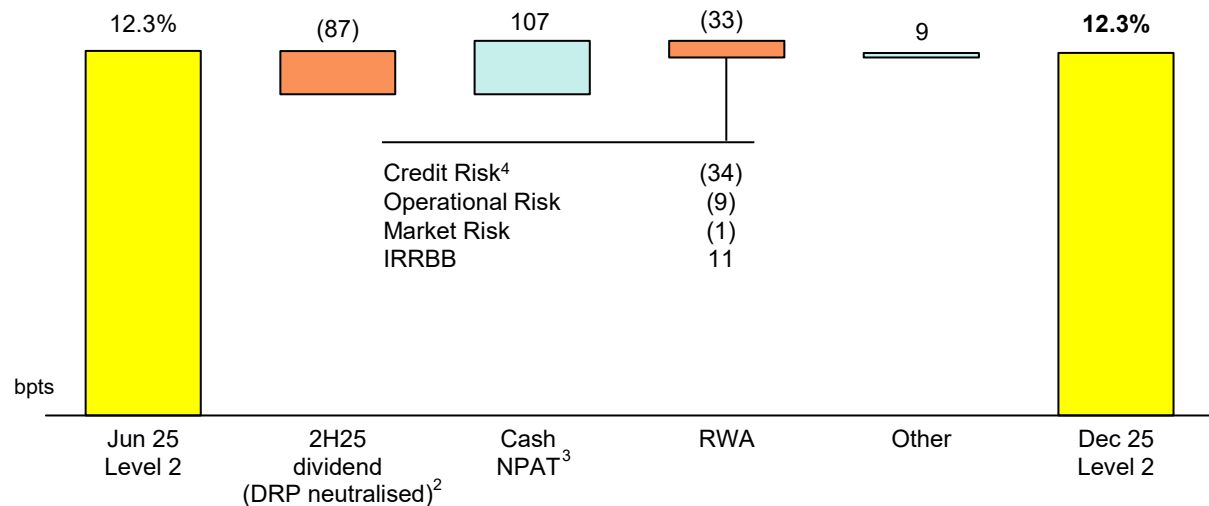 12.3% (87) 107 (33) 9 12.3%
Credit Risk4 (34)
Operational Risk (9)
Market Risk (1)
IRRBB 11
bpts
Jun 25 2H25 Cash RWA Other Dec 25
Level 2 dividend NPAT3 Level 2
(DRP neutralised)2